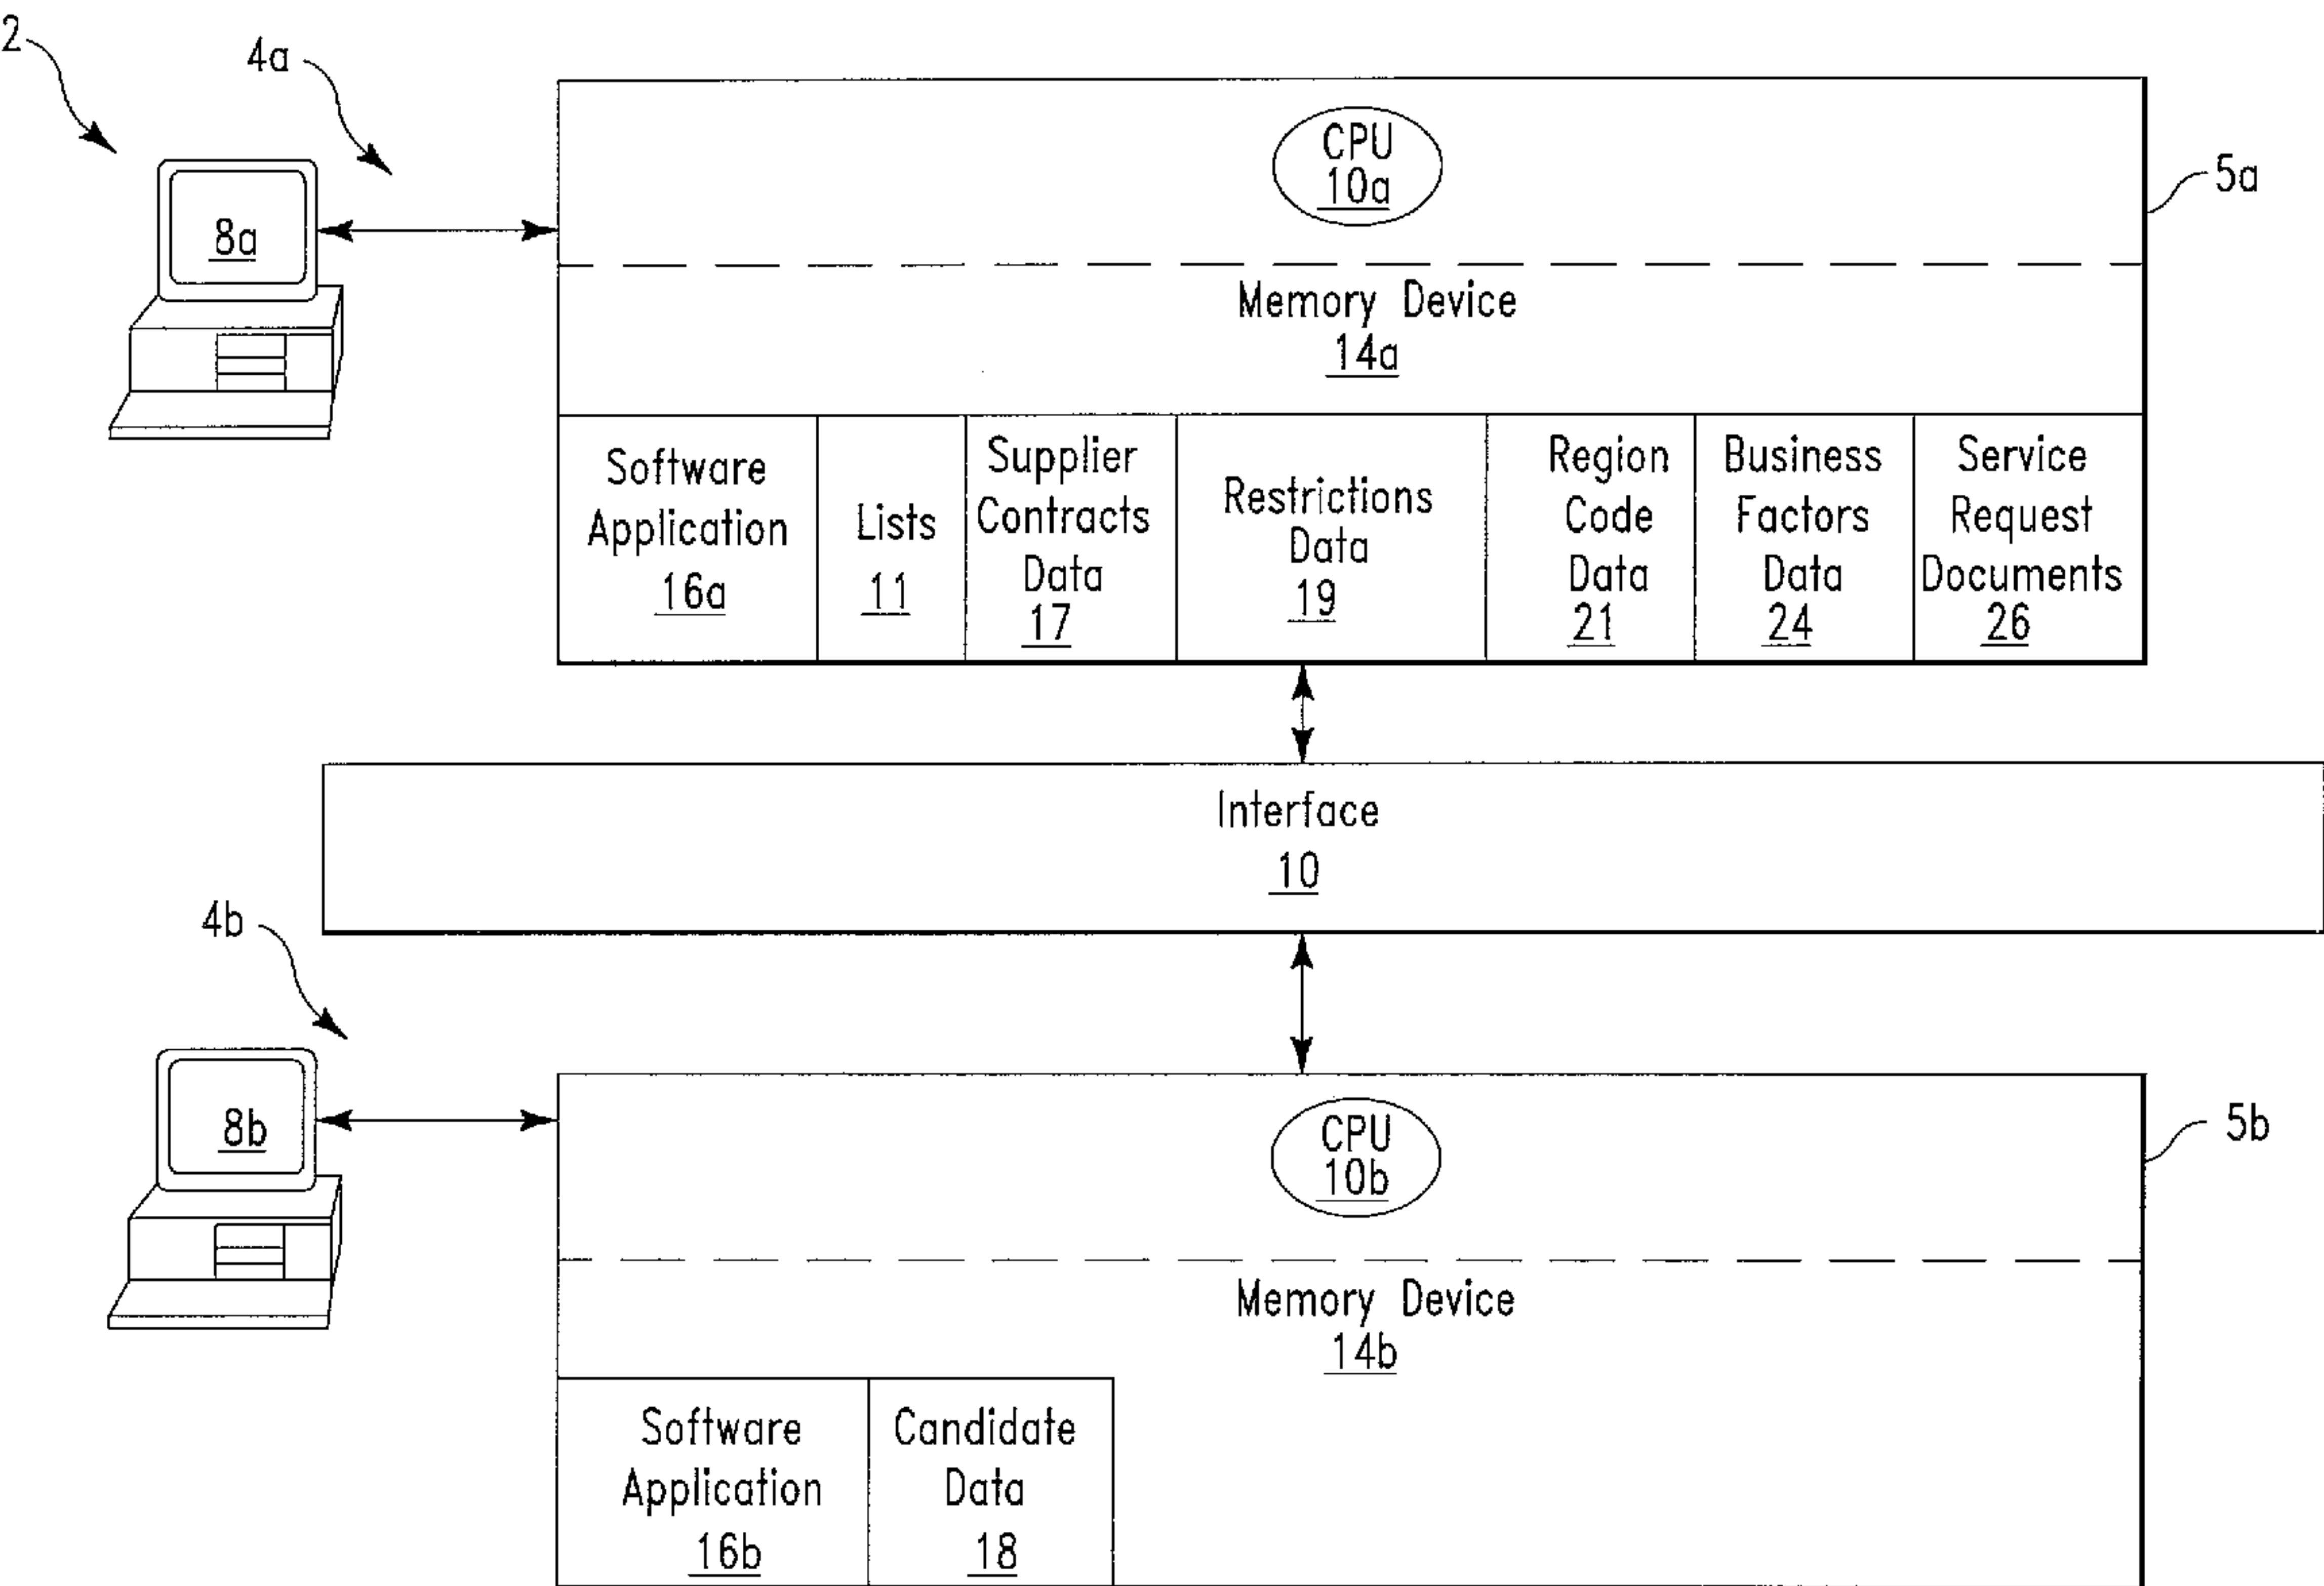 2
4a
CPU
10a
5a
8a
Memory Device
14a
Software
Application
16a
Lists
11
Supplier
Contracts
Data
17
Restrictions
Data
19
Region
Code
Data
21
Business
Factors
Data
24
Service
Request
Documents
26
Interface
10
4b
CPU
10b
5b
8b
Memory Device
14b
Software
Application
16b
Candidate
Data
18